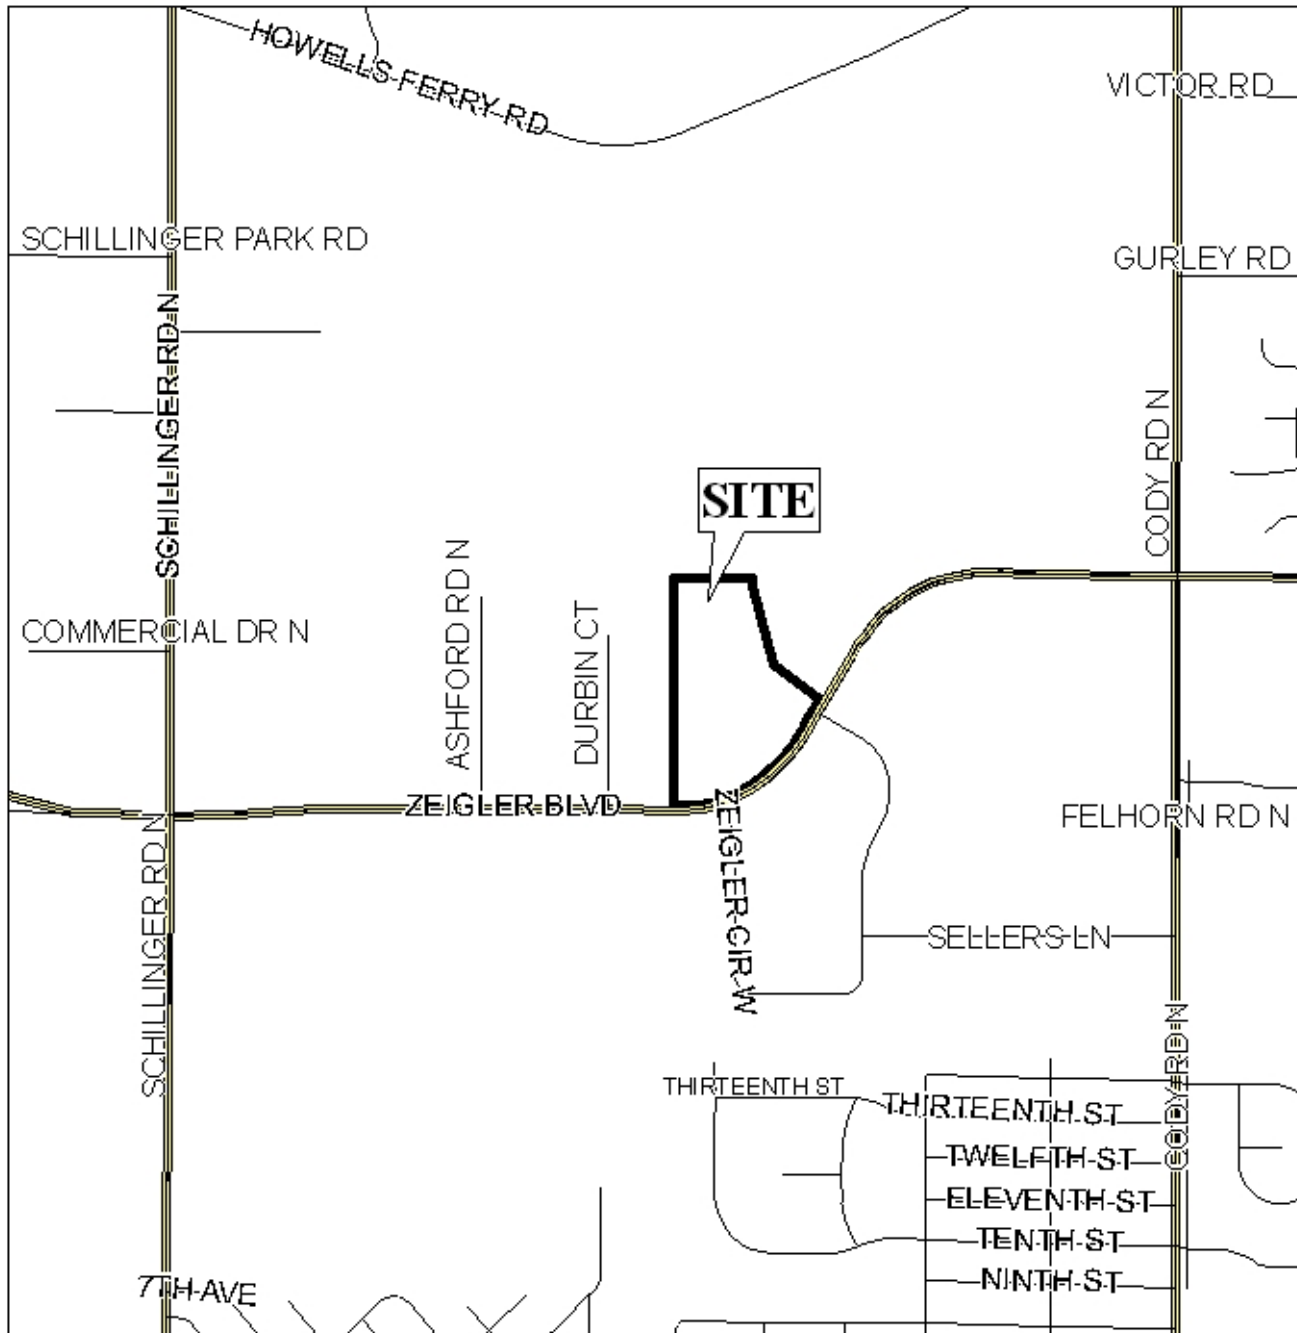 HOWELLS FERRY RD
VICTOR RD
SCHILLINGER PARK RD
GURLEY RD
SCHILLINGER RD N
CODY RD N
SITE
ASHFORD RD N
DURBIN CT
COMMERCIAL DR N
ZEIGLER BLVD
ZEIGLER CIR W
FELHORN RD N
SCHILLINGER RD N
SELLERS LN
CODY RD N
THIRTEENTH ST
THIRTEENTH ST
TWELFTH ST
ELEVENTH ST
TENTH ST
NINTH ST
7TH AVE